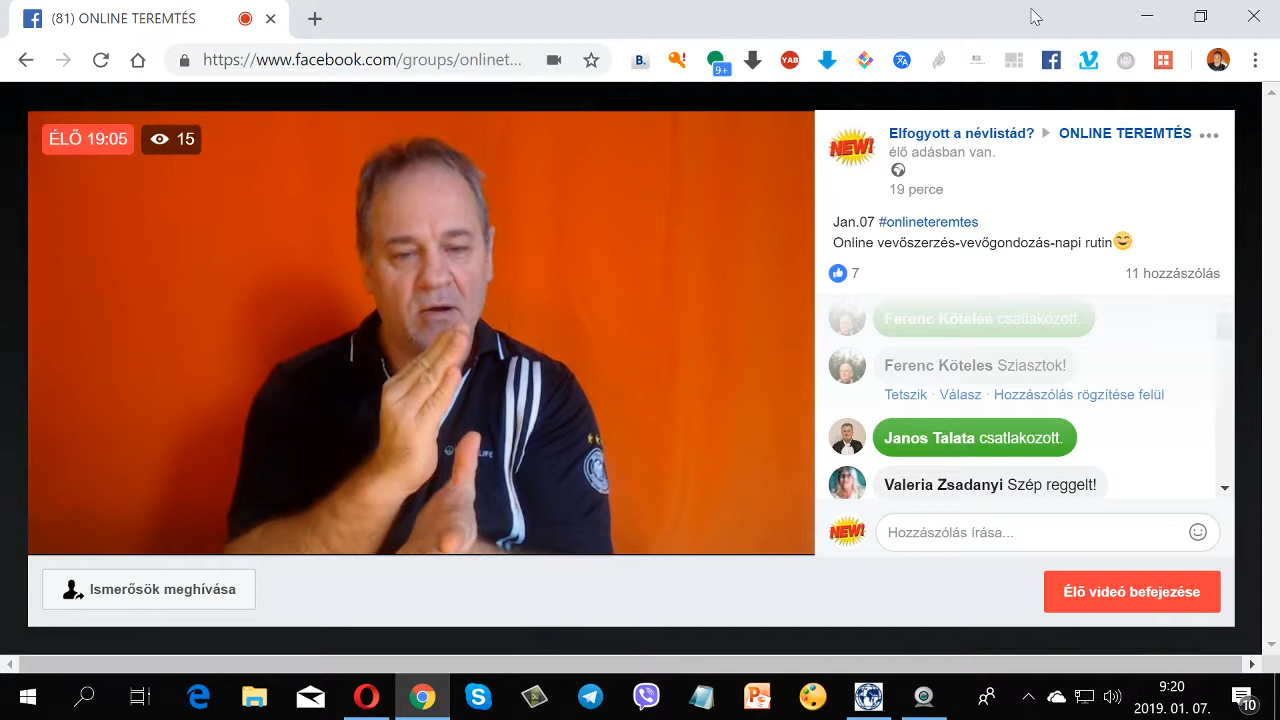 (81) ONLINE TEREMTÉS
https://www.facebook.com/groups/onlinet...
B.
9+
YAB
ÉLŐ 19:05
15
NEW!
Elfogyott a névlistád? ONLINE TEREMTÉS
élő adásban van.
19 perce
Jan.07 #onlineteremtes
Online vevőszerzés-vevőgondozás-napi rutin
7
11 hozzászólás
Ferenc Köteles csatlakozott.
Ferenc Köteles Sziasztok!
Tetszik · Válasz · Hozzászólás rögzítése felül
Janos Talata csatlakozott.
Valeria Zsadanyi Szép reggelt!
NEW!
Hozzászólás írása...
Ismerősök meghívása
Élő videó befejezése
9:20
2019. 01. 07.
10